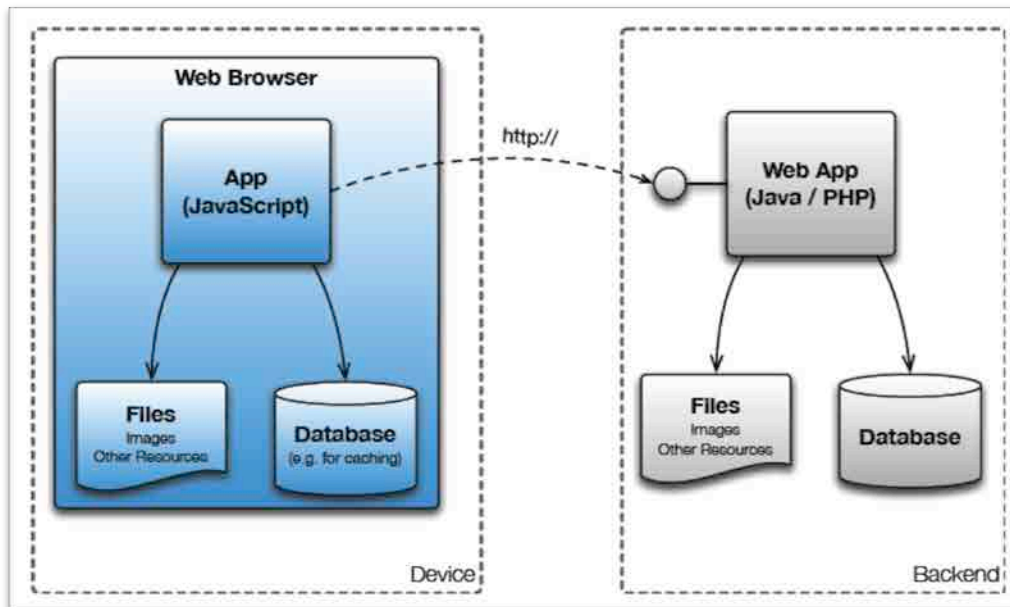 Web Browser
App
(JavaScript)
Files
Images
Other Resources
Database
(e.g. for caching)
Device
http://
Web App
(Java / PHP)
Files
Images
Other Resources
Database
Backend